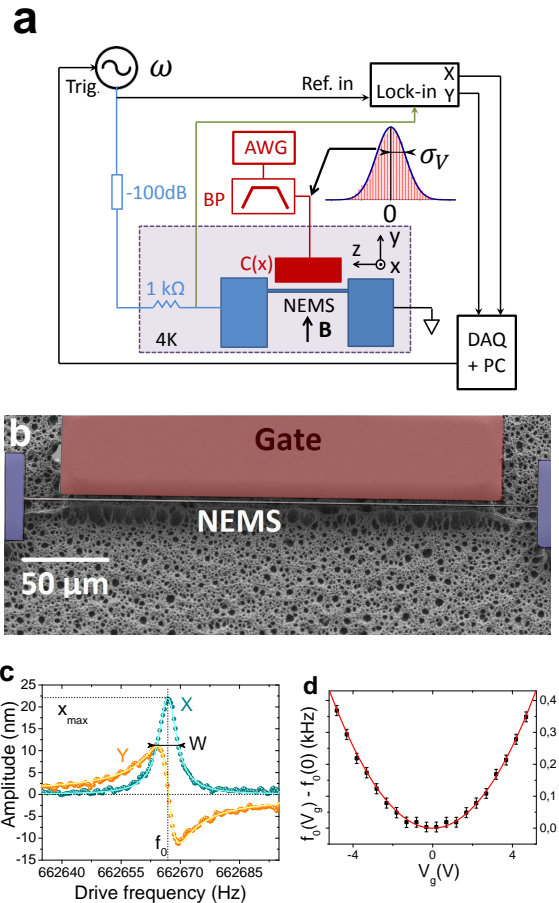 a
ω
Trig.
Ref. in
X
Y
Lock-in
AWG
BP
σV
-100dB
0
C(x)
y
z
x
1 kΩ
NEMS
B
4K
DAQ
+ PC
b
Gate
NEMS
50 μm
c
Amplitude (nm)
25
20
15
10
5
0
-5
-10
-15
xmax
X
Y
W
f0
662640 662655 662670 662685
Drive frequency (Hz)
d
f0(Vg) - f0(0) (kHz)
0,4
0,3
0,2
0,1
0,0
-4 0 4
Vg(V)